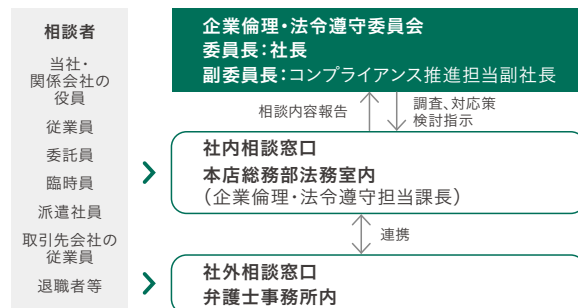 相談者
当社・
関係会社の
役員
従業員
委託員
臨時員
派遣社員
取引先会社の
従業員
退職者等
企業倫理・法令遵守委員会
委員長：社長
副委員長：コンプライアンス推進担当副社長
相談内容報告
調査、対応策
検討指示
社内相談窓口
本店総務部法務室内
（企業倫理・法令遵守担当課長）
連携
社外相談窓口
弁護士事務所内